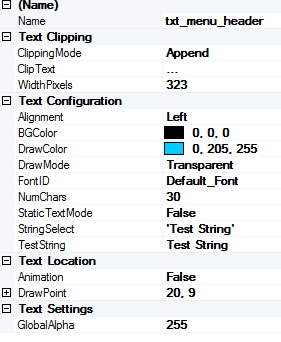 (Name)
Name txt_menu_header
Text Clipping
ClippingMode Append
ClipText ...
WidthPixels 323
Text Configuration
Alignment Left
BGColor 0, 0, 0
DrawColor 0, 205, 255
DrawMode Transparent
FontID Default_Font
NumChars 30
StaticTextMode False
StringSelect 'Test String'
TestString Test String
Text Location
Animation False
DrawPoint 20, 9
Text Settings
GlobalAlpha 255